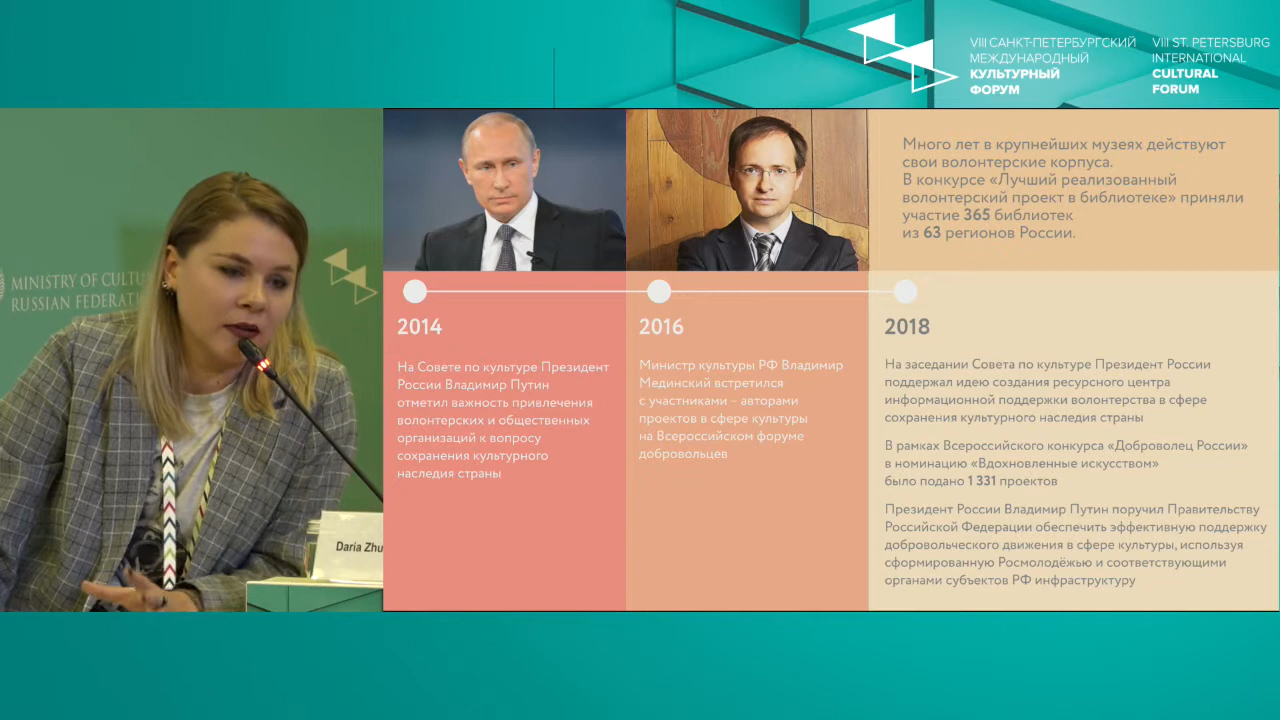 VIII САНКТ-ПЕТЕРБУРГСКИЙ
МЕЖДУНАРОДНЫЙ
КУЛЬТУРНЫЙ
ФОРУМ
VIII ST. PETERSBURG
INTERNATIONAL
CULTURAL
FORUM
MINISTRY OF
RUSSIAN
Daria
Много лет в крупнейших музеях действуют
свои волонтерские корпуса.
В конкурсе «Лучший реализованный
волонтерский проект в библиотеке» приняли
участие 365 библиотек
из 63 регионов России.
2014
На Совете по культуре Президент
России Владимир Путин
отметил важность привлечения
волонтерских и общественных
организаций к вопросу
сохранения культурного
наследия страны
2016
Министр культуры РФ Владимир
Мединский встретился
с участниками – авторами
проектов в сфере культуры
на Всероссийском форуме
добровольцев
2018
На заседании Совета по культуре Президент России
поддержал идею создания ресурсного центра
информационной поддержки волонтерства в сфере
сохранения культурного наследия страны
В рамках Всероссийского конкурса «Доброволец России»
в номинацию «Вдохновленные искусством»
было подано 1 331 проектов
Президент России Владимир Путин поручил Правительству
Российской Федерации обеспечить эффективную поддержку
добровольческого движения в сфере культуры, используя
сформированную Росмолодёжью и соответствующими
органами субъектов РФ инфраструктуру